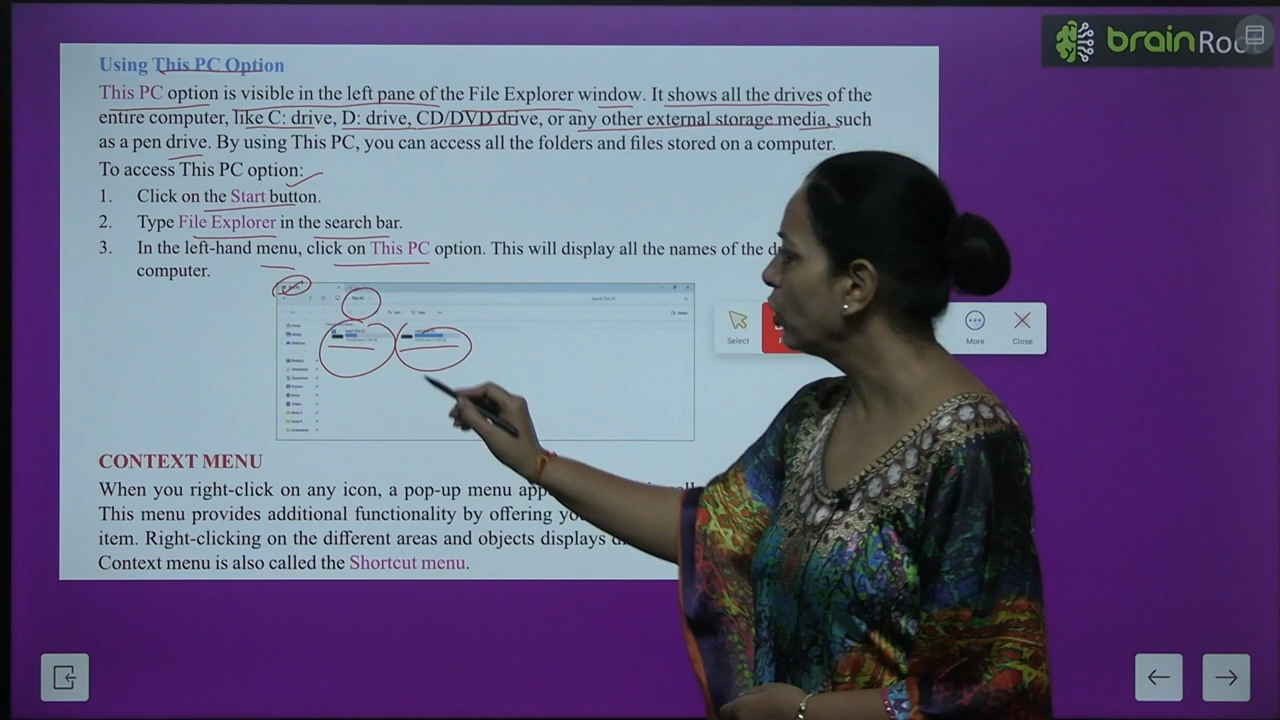 brainRo
Using This PC Option
This PC option is visible in the left pane of the File Explorer window. It shows all the drives of the
entire computer, like C: drive, D: drive, CD/DVD drive, or any other external storage media, such
as a pen drive. By using This PC, you can access all the folders and files stored on a computer.
To access This PC option:
1. Click on the Start button.
2. Type File Explorer in the search bar.
3. In the left-hand menu, click on This PC option. This will display all the names of the
computer.
This PC
Search This PC
Select
More
Close
CONTEXT MENU
When you right-click on any icon, a pop-up menu
This menu provides additional functionality by offering
item. Right-clicking on the different areas and objects displays
Context menu is also called the Shortcut menu.